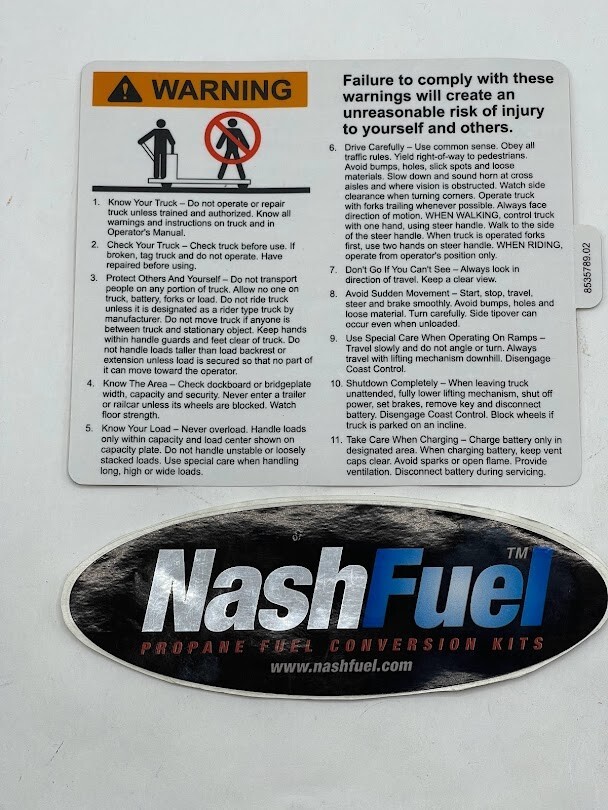 WARNING
1. Know Your Truck – Do not operate or repair
truck unless trained and authorized. Know all
warnings and instructions on truck and in
Operator's Manual.
2. Check Your Truck – Check truck before use. If
broken, tag truck and do not operate. Have
repaired before using.
3. Protect Others And Yourself – Do not transport
people on any portion of truck. Allow no one on
truck, battery, forks or load. Do not ride truck
unless it is designated as a rider type truck by
manufacturer. Do not move truck if anyone is
between truck and stationary object. Keep hands
within handle guards and feet clear of truck. Do
not handle loads taller than load backrest or
extension unless load is secured so that no part of
it can move toward the operator.
4. Know The Area – Check dockboard or bridgeplate
width, capacity and security. Never enter a trailer
or railcar unless its wheels are blocked. Watch
floor strength.
5. Know Your Load – Never overload. Handle loads
only within capacity and load center shown on
capacity plate. Do not handle unstable or loosely
stacked loads. Use special care when handling
long, high or wide loads.
Failure to comply with these
warnings will create an
unreasonable risk of injury
to yourself and others.
6. Drive Carefully – Use common sense. Obey all
traffic rules. Yield right-of-way to pedestrians.
Avoid bumps, holes, slick spots and loose
materials. Slow down and sound horn at cross
aisles and where vision is obstructed. Watch side
clearance when turning corners. Operate truck
with forks trailing whenever possible. Always face
direction of motion. WHEN WALKING, control truck
with one hand, using steer handle. Walk to the side
of the steer handle. When truck is operated forks
first, use two hands on steer handle. WHEN RIDING,
operate from operator's position only.
7. Don't Go If You Can't See – Always look in
direction of travel. Keep a clear view.
8. Avoid Sudden Movement – Start, stop, travel,
steer and brake smoothly. Avoid bumps, holes and
loose material. Turn carefully. Side tipover can
occur even when unloaded.
9. Use Special Care When Operating On Ramps –
Travel slowly and do not angle or turn. Always
travel with lifting mechanism downhill. Disengage
Coast Control.
10. Shutdown Completely – When leaving truck
unattended, fully lower lifting mechanism, shut off
power, set brakes, remove key and disconnect
battery. Disengage Coast Control. Block wheels if
truck is parked on an incline.
11. Take Care When Charging – Charge battery only in
designated area. When charging battery, keep vent
caps clear. Avoid sparks or open flame. Provide
ventilation. Disconnect battery during servicing.
8535789.02
NashFuel TM
PROPANE FUEL CONVERSION KITS
www.nashfuel.com